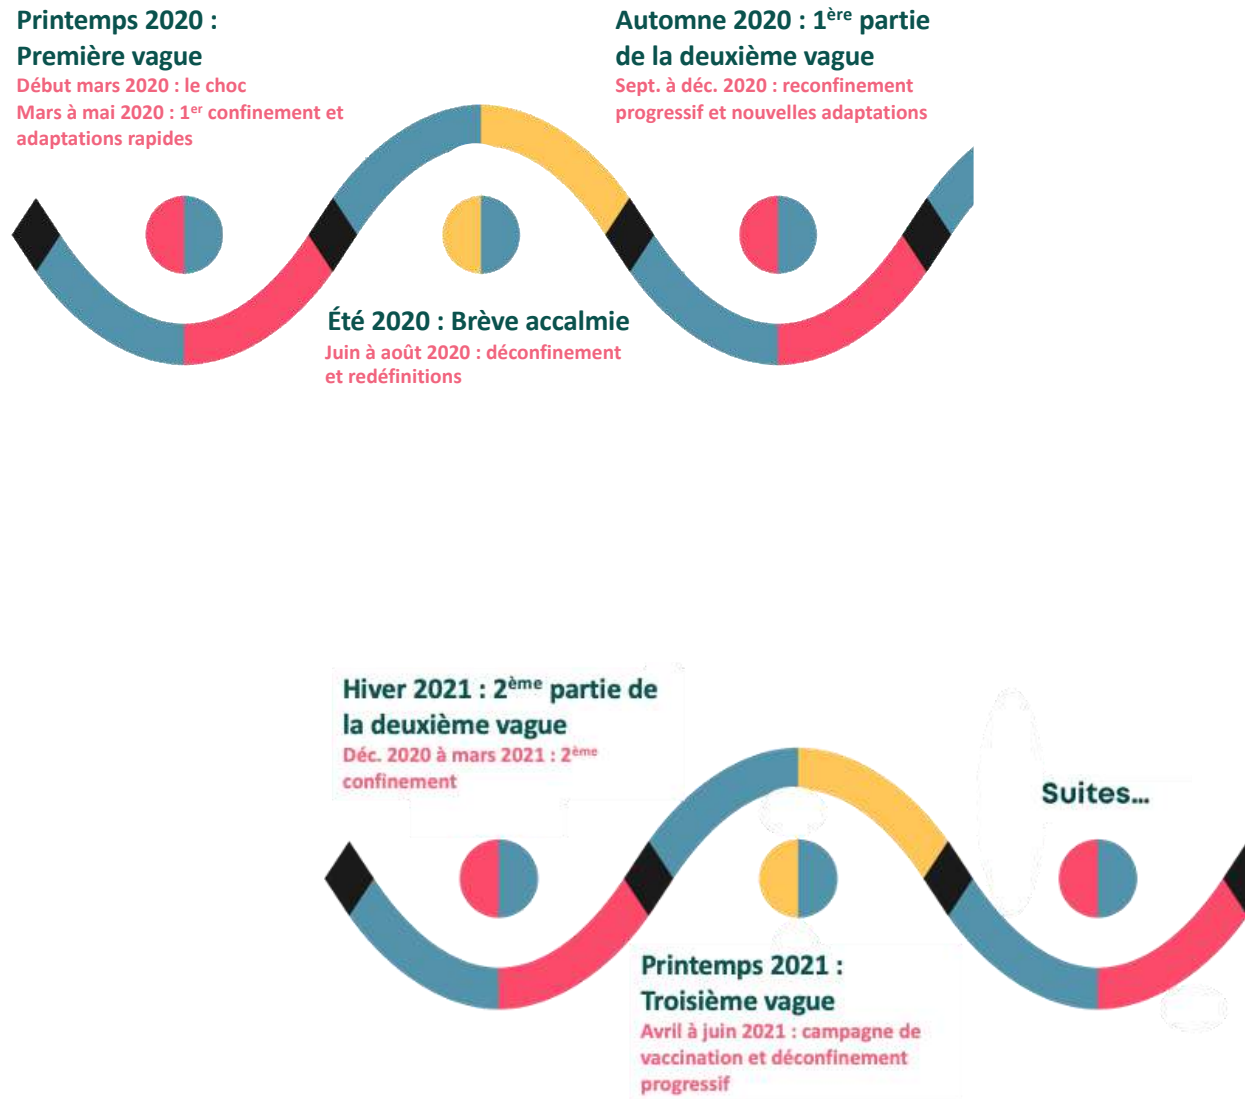 Printemps 2020 :
Première vague
Début mars 2020 : le choc
Mars à mai 2020 : 1er confinement et
adaptations rapides
Automne 2020 : 1ère partie
de la deuxième vague
Sept. à déc. 2020 : reconfinement
progressif et nouvelles adaptations
Été 2020 : Brève accalmie
Juin à août 2020 : déconfinement
et redéfinitions
Hiver 2021 : 2ème partie de
la deuxième vague
Déc. 2020 à mars 2021 : 2ème
confinement
Suites...
Printemps 2021 :
Troisième vague
Avril à juin 2021 : campagne de
vaccination et déconfinement
progressif